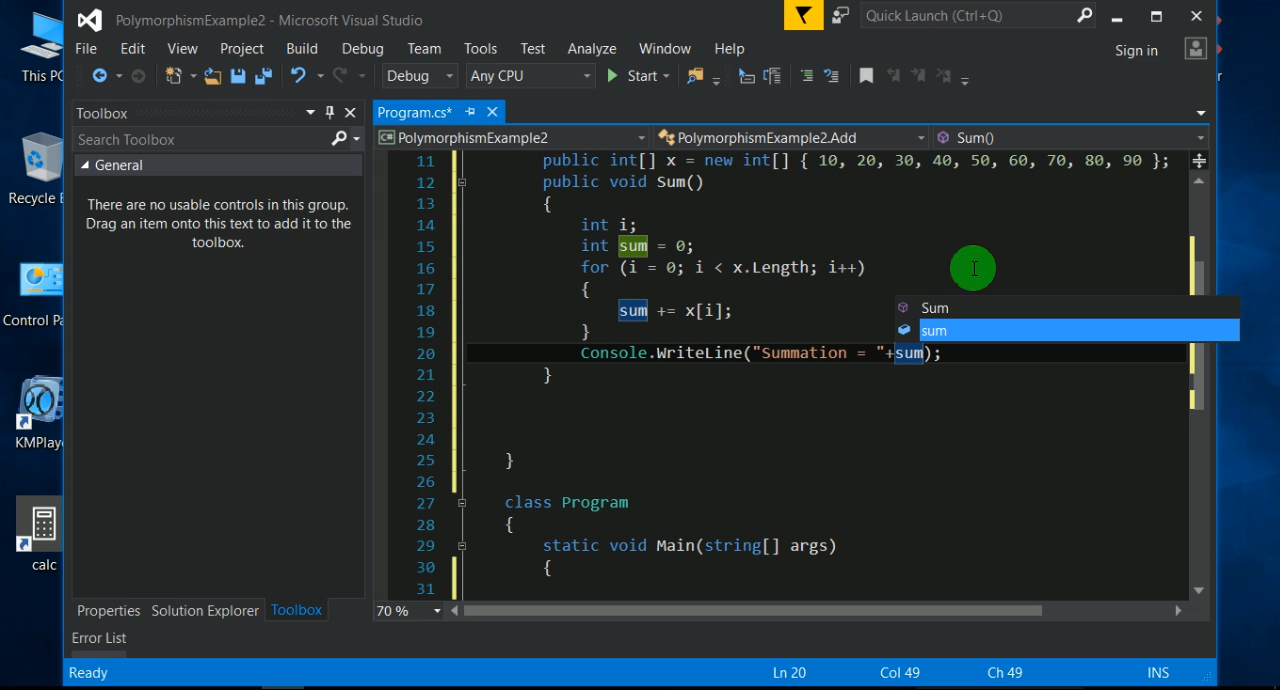 PolymorphismExample2 - Microsoft Visual Studio
Quick Launch (Ctrl+Q)
File Edit View Project Build Debug Team Tools Test Analyze Window Help
Sign in
Debug Any CPU Start
Toolbox
Search Toolbox
General
There are no usable controls in this group.
Drag an item onto this text to add it to the
toolbox.
Properties Solution Explorer Toolbox
Error List
Program.cs*
PolymorphismExample2 PolymorphismExample2.Add Sum()
11 public int[] x = new int[] { 10, 20, 30, 40, 50, 60, 70, 80, 90 };
12 public void Sum()
13 {
14 int i;
15 int sum = 0;
16 for (i = 0; i < x.Length; i++)
17 {
18 sum += x[i];
19 }
20 Console.WriteLine("Summation = "+sum);
21 }
22
23
24
25 }
26
27 class Program
28 {
29 static void Main(string[] args)
30 {
31
Sum
sum
70 %
Ready
Ln 20 Col 49 Ch 49 INS
This PC
Recycle
Control
KMPlaye
calc